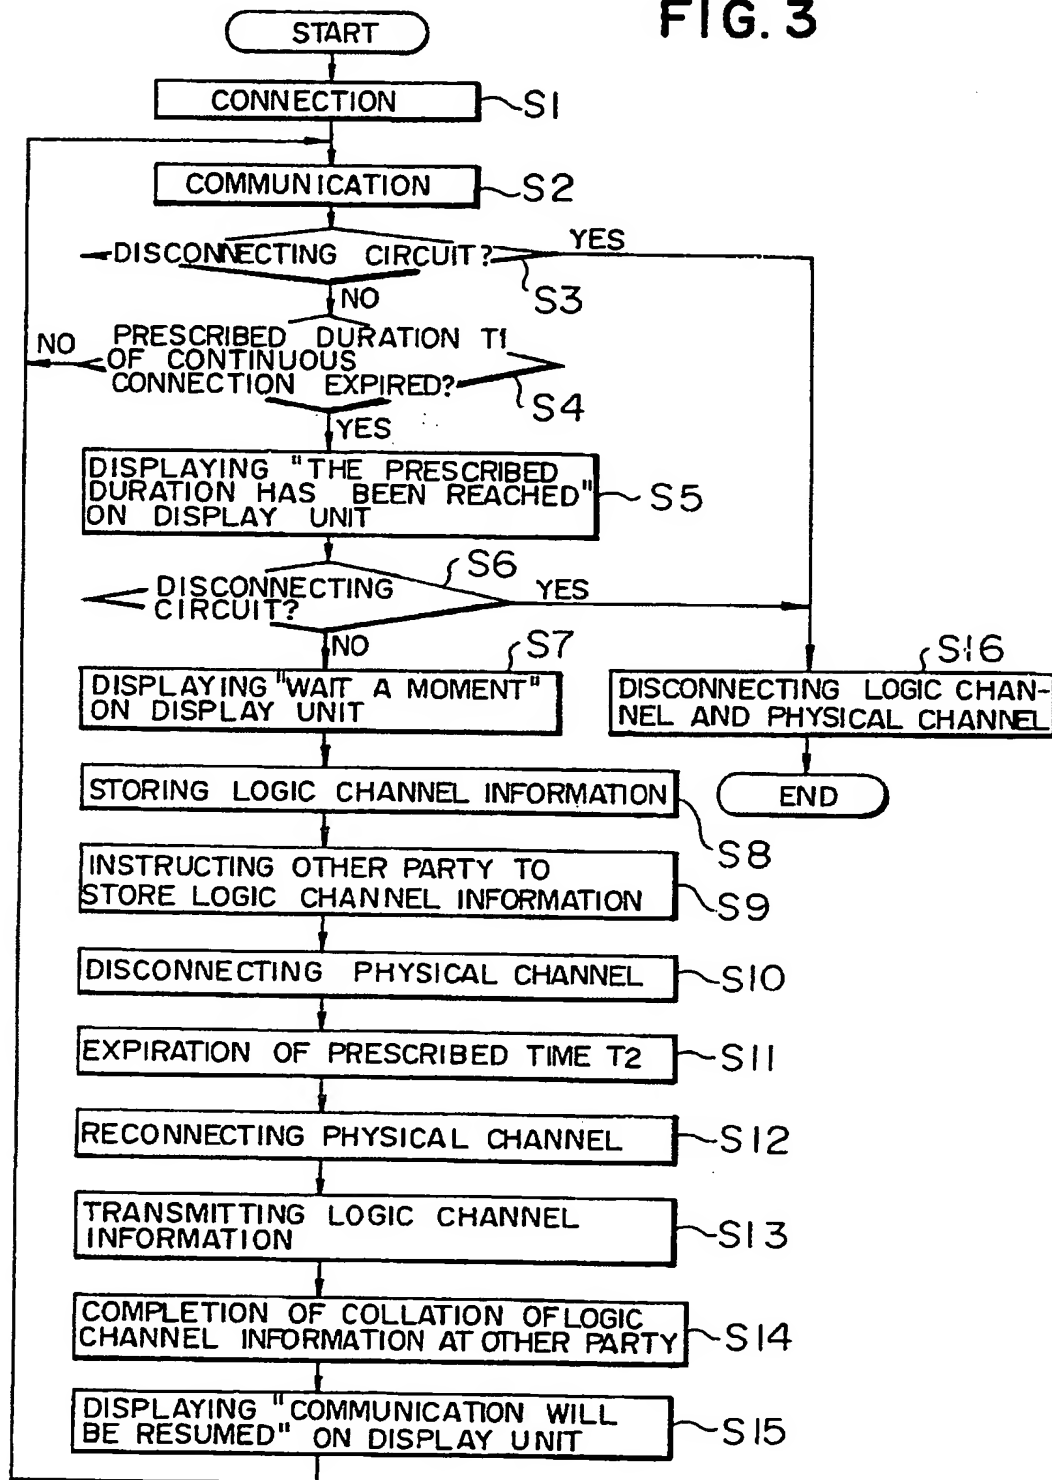 FIG. 3
START
CONNECTION
S1
COMMUNICATION
S2
DISCONNECTING CIRCUIT?
YES
S3
NO
PRESCRIBED DURATION T1
OF CONTINUOUS
CONNECTION EXPIRED?
NO
S4
YES
DISPLAYING "THE PRESCRIBED
DURATION HAS BEEN REACHED"
ON DISPLAY UNIT
S5
DISCONNECTING
CIRCUIT?
S6
YES
NO
S7
DISPLAYING "WAIT A MOMENT"
ON DISPLAY UNIT
S16
DISCONNECTING LOGIC CHAN-
NEL AND PHYSICAL CHANNEL
END
STORING LOGIC CHANNEL INFORMATION
S8
INSTRUCTING OTHER PARTY TO
STORE LOGIC CHANNEL INFORMATION
S9
DISCONNECTING PHYSICAL CHANNEL
S10
EXPIRATION OF PRESCRIBED TIME T2
S11
RECONNECTING PHYSICAL CHANNEL
S12
TRANSMITTING LOGIC CHANNEL
INFORMATION
S13
COMPLETION OF COLLATION OF LOGIC
CHANNEL INFORMATION AT OTHER PARTY
S14
DISPLAYING "COMMUNICATION WILL
BE RESUMED" ON DISPLAY UNIT
S15